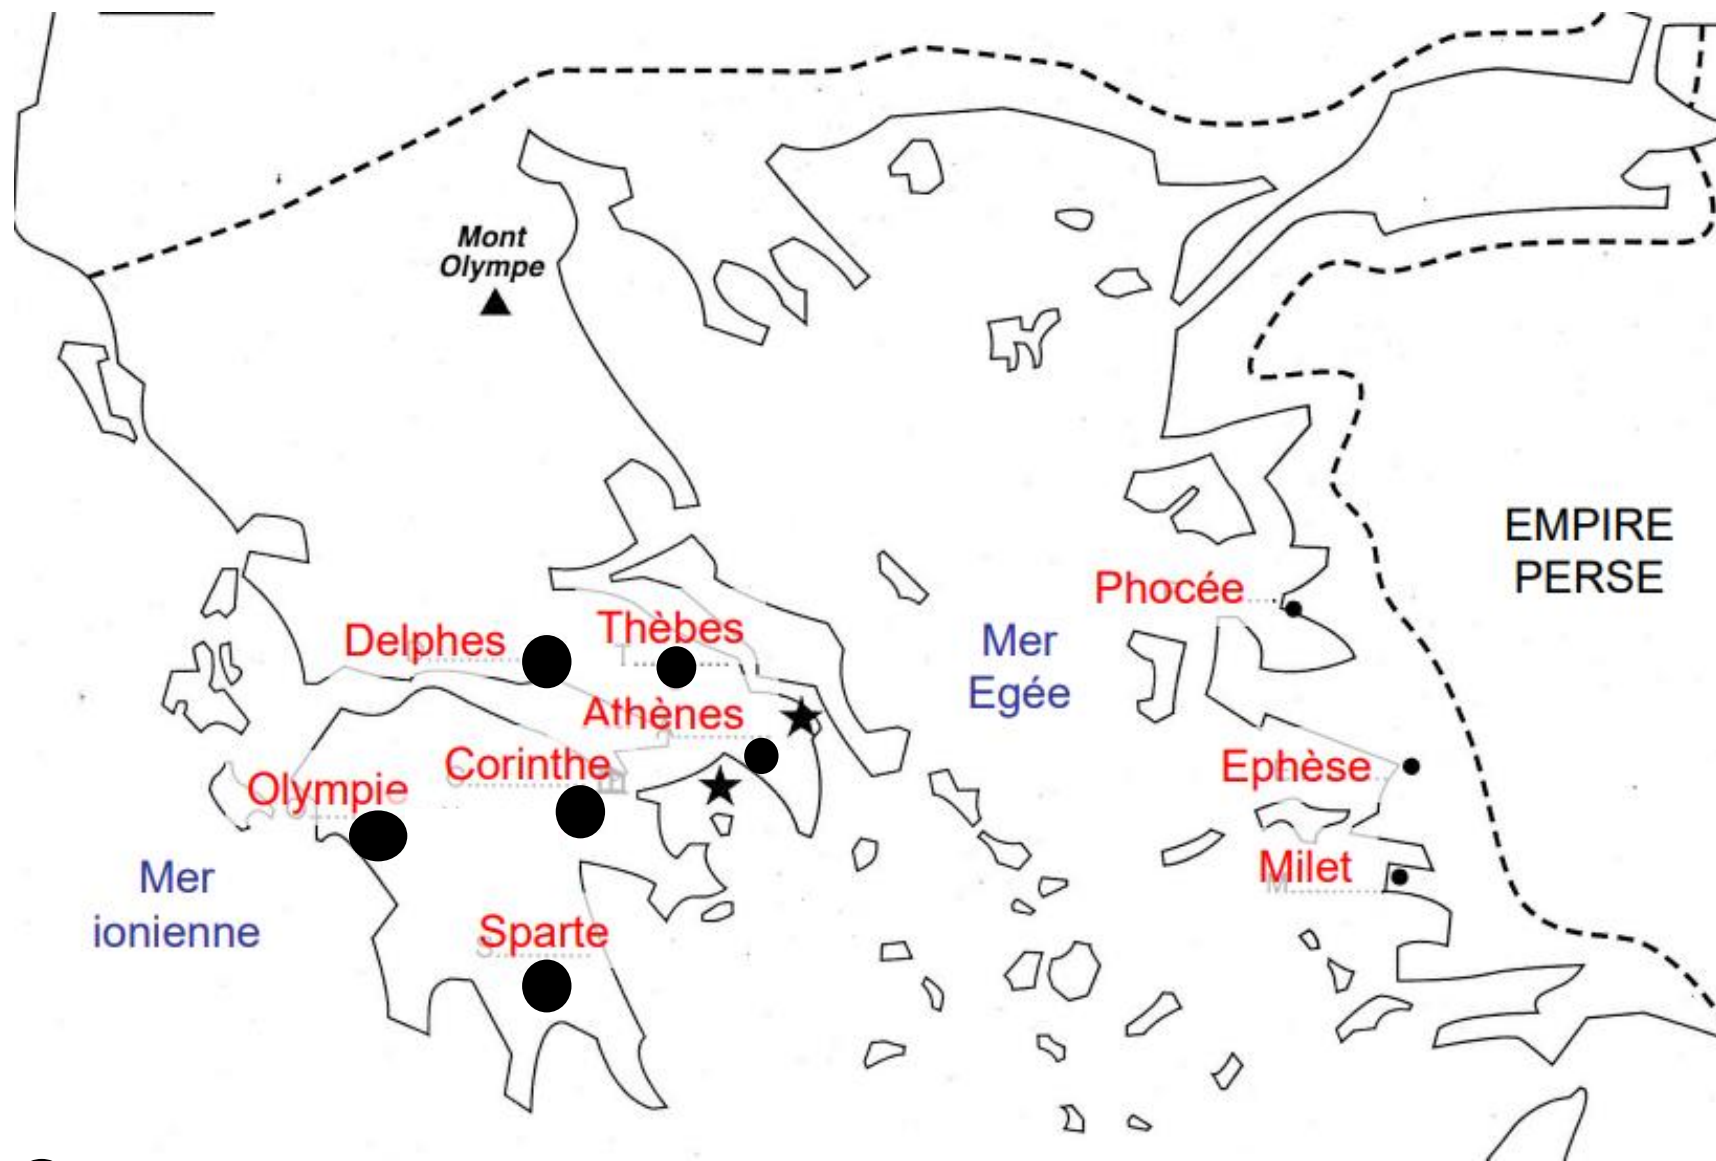 Mont
Olympe
EMPIRE
PERSE
Phocée
Thèbes
Delphes
Mer
Egée
Athènes
Corinthe
Ephèse
Olympie
Milet
Mer
ionienne
Sparte